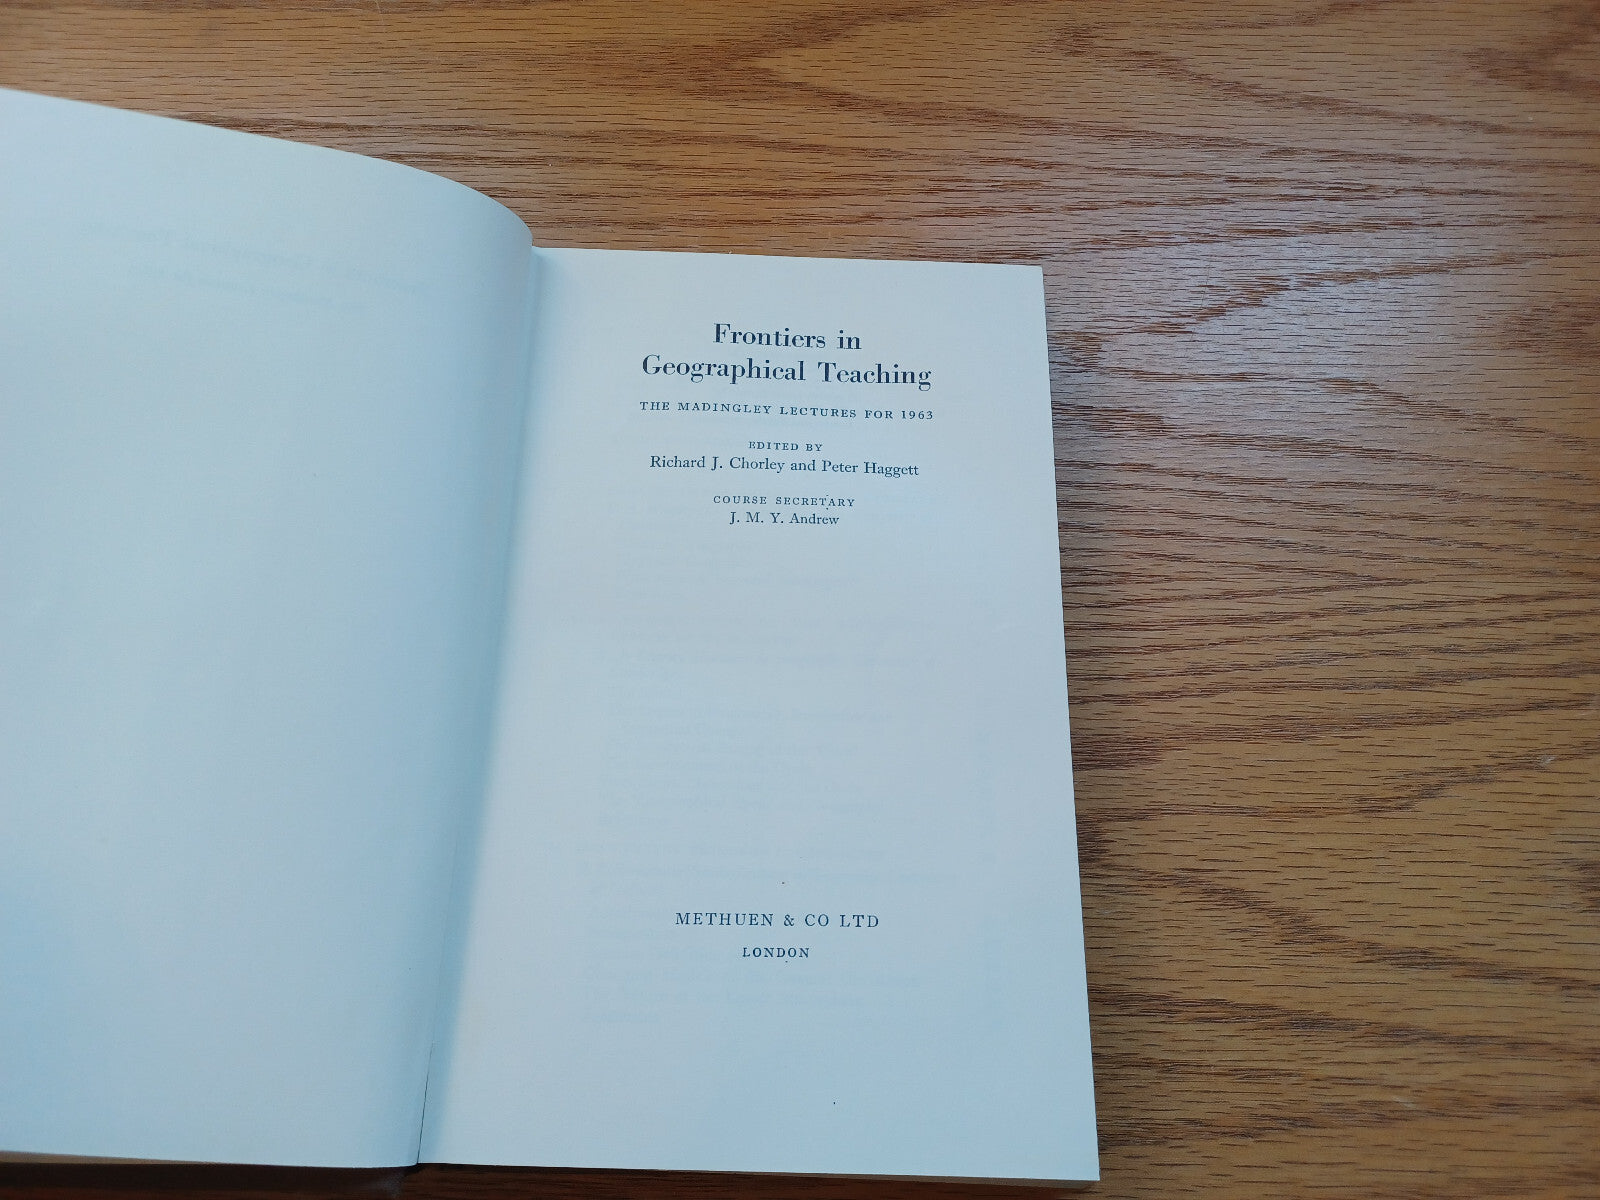 Frontiers in
Geographical Teaching
THE MADINGLEY LECTURES FOR 1963
EDITED BY
Richard J. Chorley and Peter Haggett
COURSE SECRETARY
J. M. Y. Andrew
METHUEN & CO LTD
LONDON